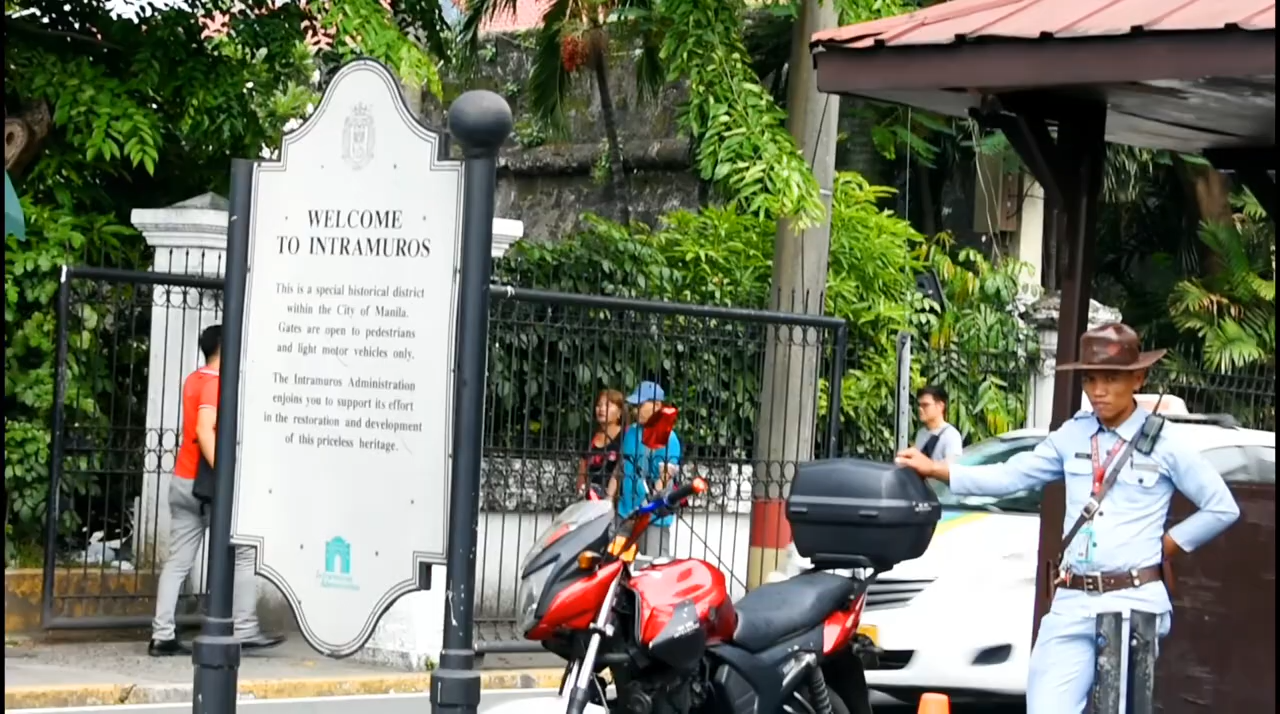 WELCOME
TO INTRAMUROS
This is a special historical district
within the City of Manila.
Gates are open to pedestrians
and light motor vehicles only.
The Intramuros Administration
enjoins you to support its effort
in the restoration and development
of this priceless heritage.